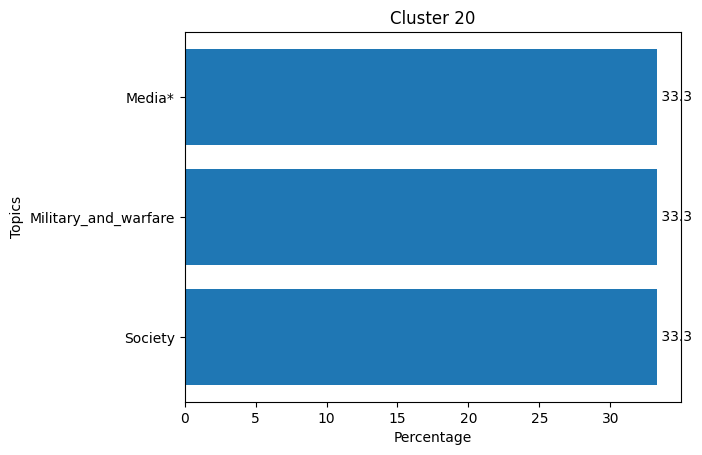 Cluster 20
Topics
Media*
33.3
Military_and_warfare
33.3
Society
33.3
0 5 10 15 20 25 30
Percentage